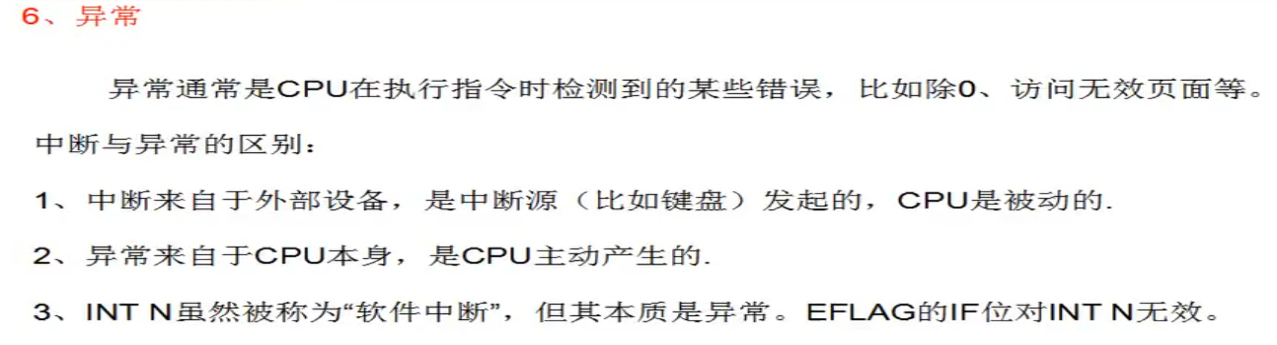 6、异常
异常通常是CPU在执行指令时检测到的某些错误，比如除0、访问无效页面等。
中断与异常的区别：
1、中断来自于外部设备，是中断源（比如键盘）发起的，CPU是被动的.
2、异常来自于CPU本身，是CPU主动产生的.
3、INT N虽然被称为“软件中断”，但其本质是异常。EFLAG的IF位对INT N无效。